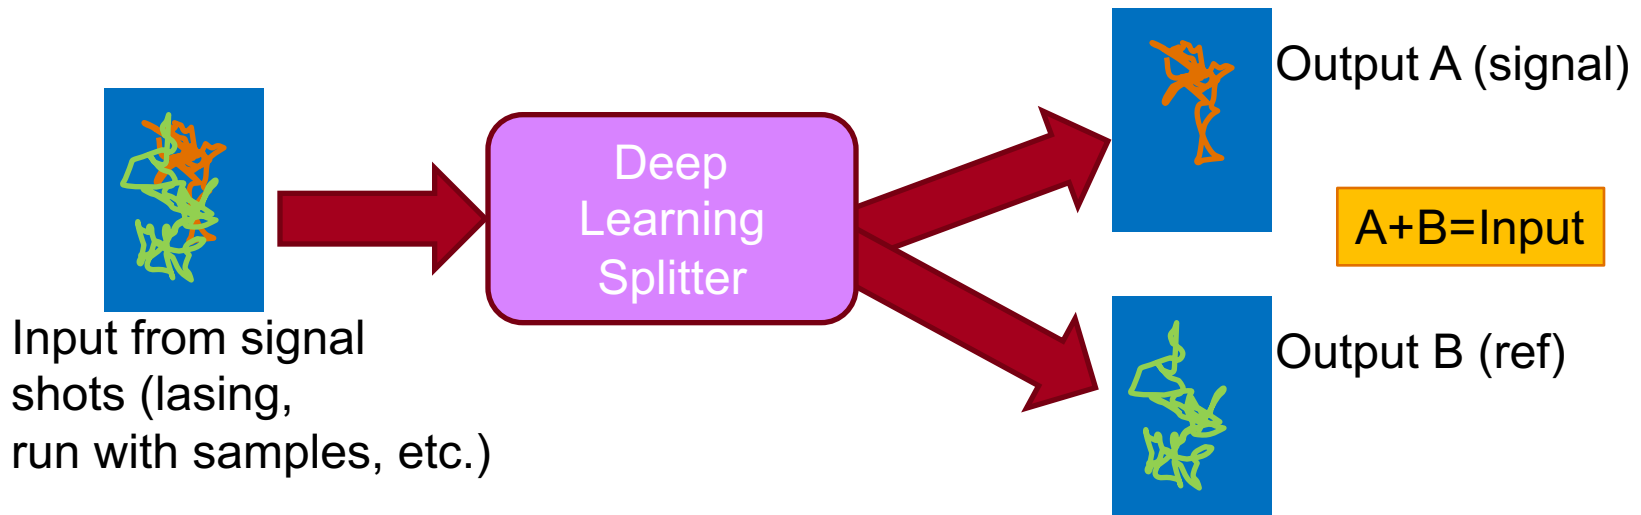 Input from signal
shots (lasing,
run with samples, etc.)
Deep
Learning
Splitter
Output A (signal)
A+B=Input
Output B (ref)